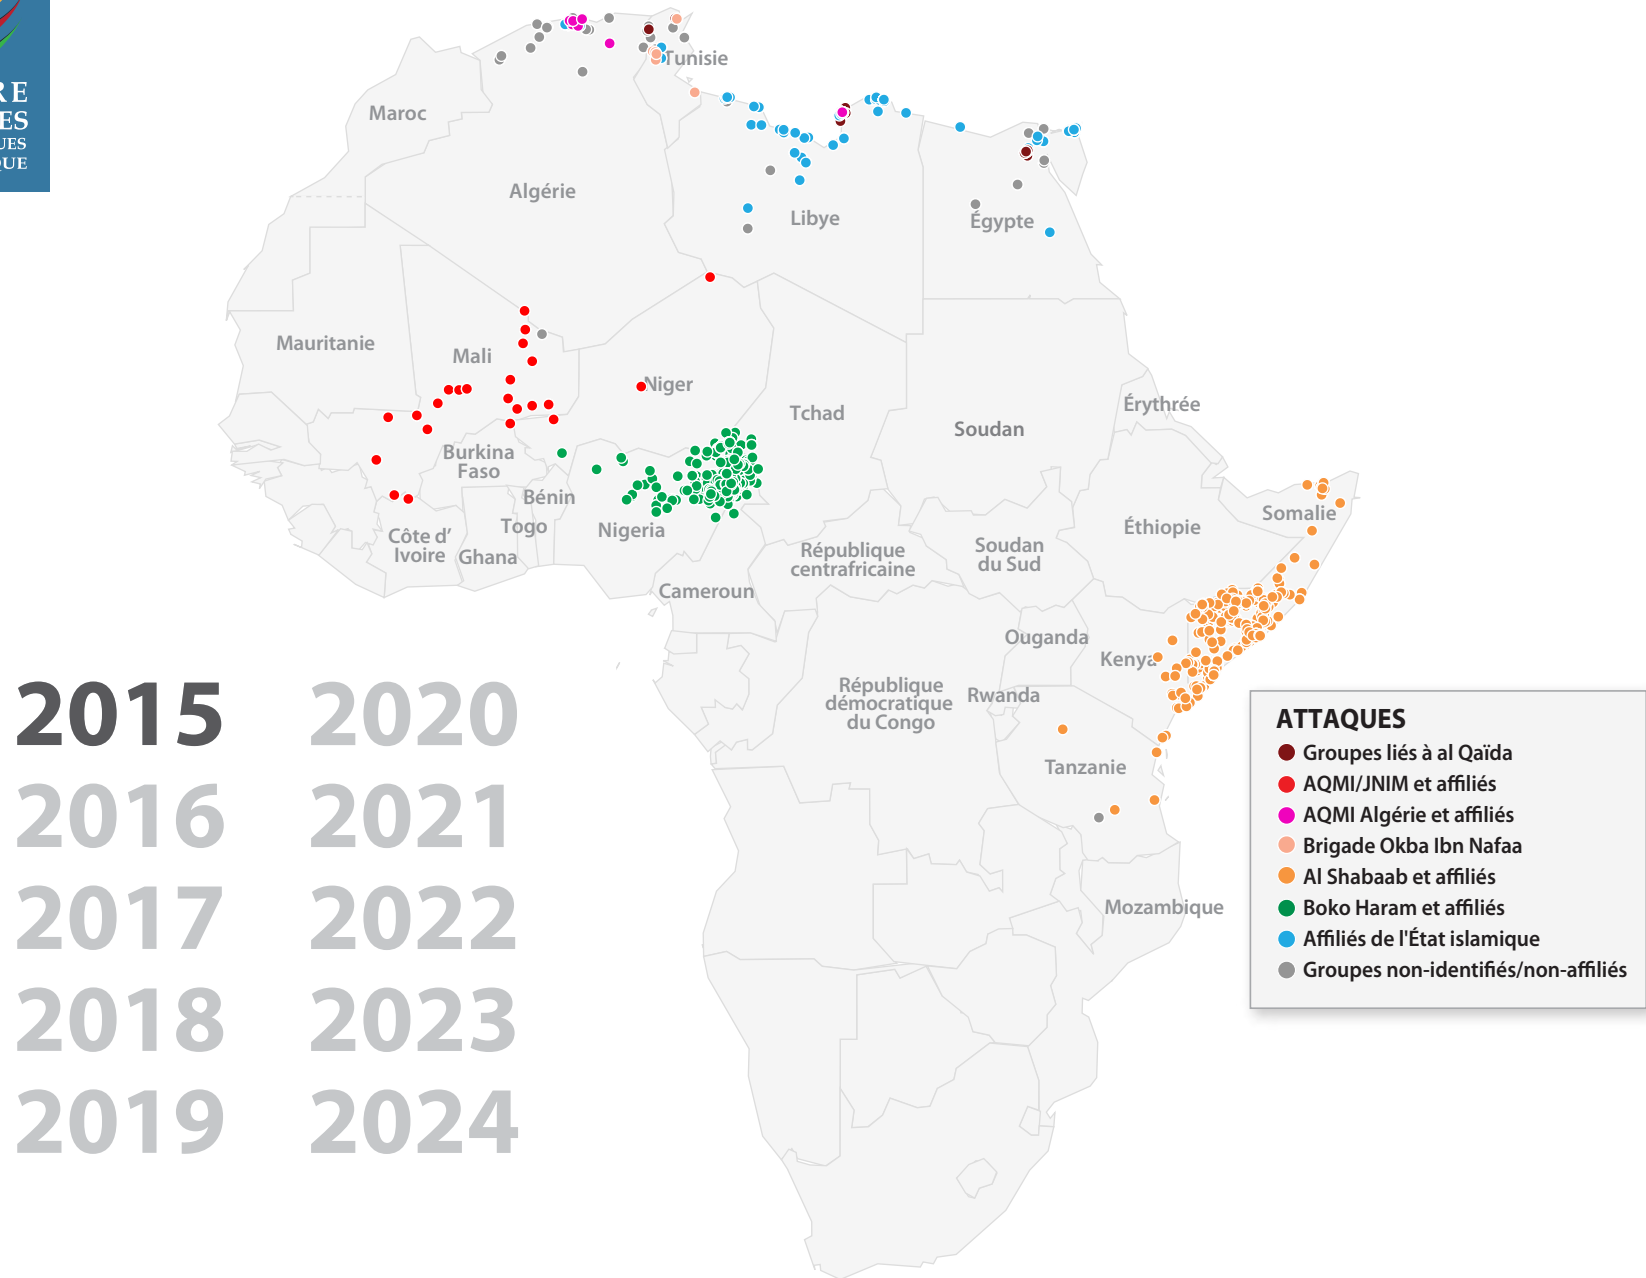 RE
ES
UES
QUE
Tunisie
Maroc
Algérie
Libye
Égypte
Mauritanie
Mali
Niger
Tchad
Soudan
Érythrée
Burkina
Faso
Bénin
Togo
Nigeria
Côte d’
Ivoire
Ghana
Cameroun
République
centrafricaine
Soudan
du Sud
Éthiopie
Somalie
Ouganda
Kenya
République
démocratique
du Congo
Rwanda
Tanzanie
Mozambique
2015 2020
2016 2021
2017 2022
2018 2023
2019 2024
ATTAQUES
Groupes liés à al Qaïda
AQMI/JNIM et affiliés
AQMI Algérie et affiliés
Brigade Okba Ibn Nafaa
Al Shabaab et affiliés
Boko Haram et affiliés
Affiliés de l'État islamique
Groupes non-identifiés/non-affiliés